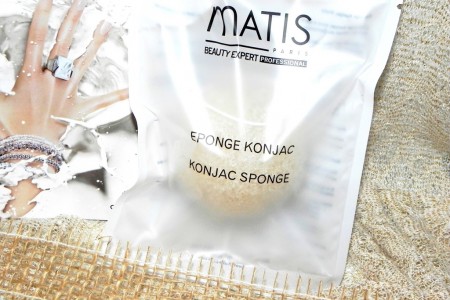 MATIS
PARIS
BEAUTY EXPERT PROFESSIONAL
EPONGE KONJAC
KONJAC SPONGE